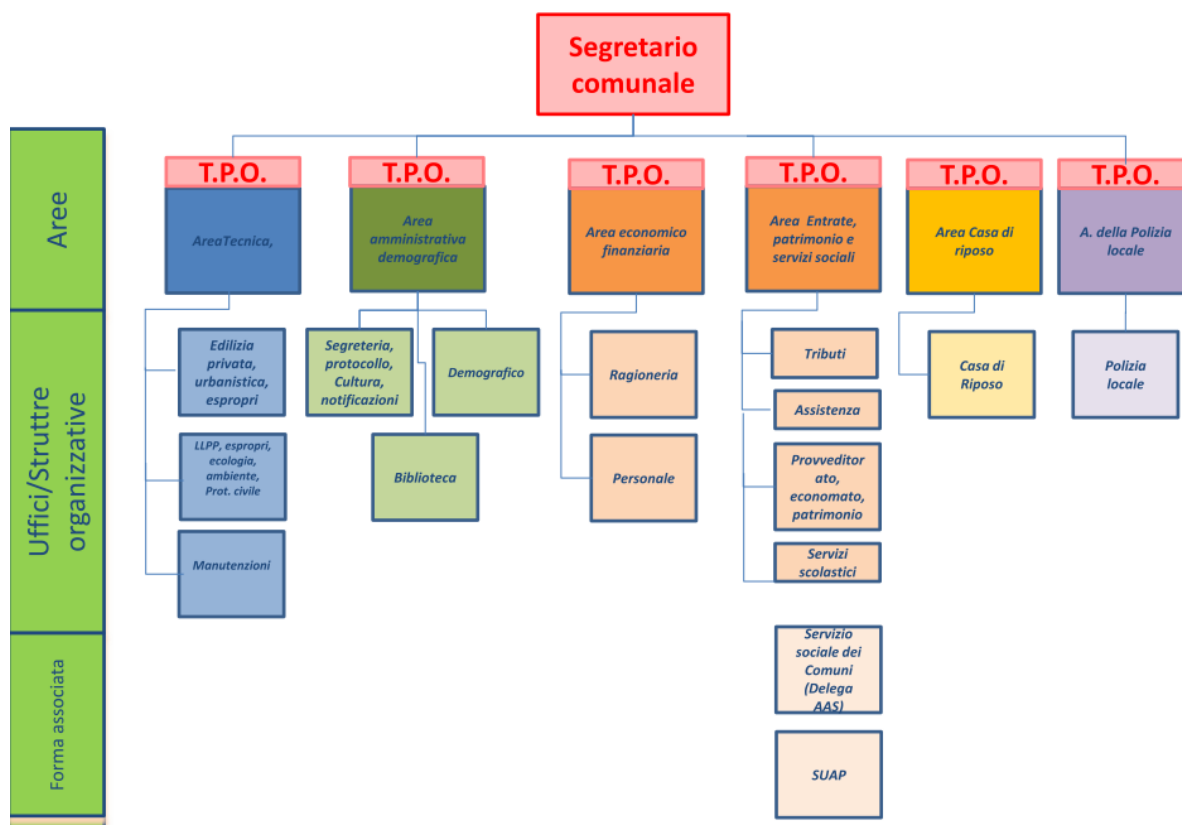 Segretario
comunale
Aree
T.P.O.
T.P.O.
T.P.O.
T.P.O.
T.P.O.
T.P.O.
AreaTecnica,
Area
amministrativa
demografica
Area economico
finanziaria
Area Entrate,
patrimonio e
servizi sociali
Area Casa di
riposo
A. della Polizia
locale
Uffici/Struttre
organizzative
Edilizia
privata,
urbanistica,
espropri
LLPP, espropri,
ecologia,
ambiente,
Prot. civile
Manutenzioni
Segreteria,
protocollo,
Cultura,
notificazioni
Demografico
Biblioteca
Ragioneria
Personale
Tributi
Assistenza
Provveditor
ato,
economato,
patrimonio
Servizi
scolastici
Casa di
Riposo
Polizia
locale
Forma associata
Servizio
sociale dei
Comuni
(Delega
AAS)
SUAP